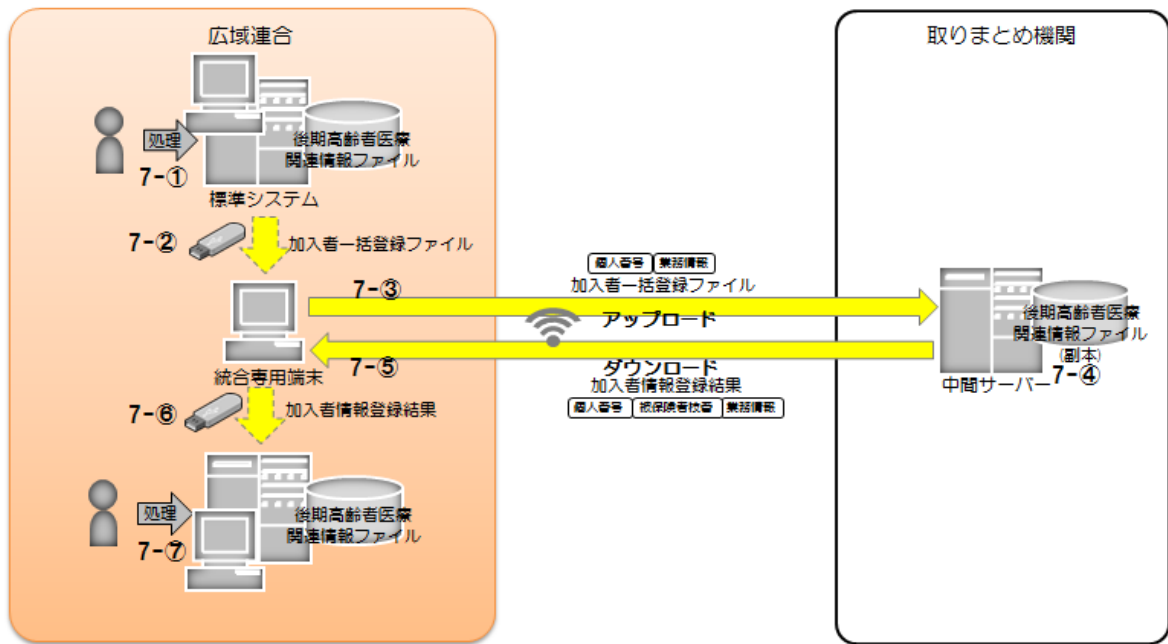 広域連合
取りまとめ機関
処理
7-①
後期高齢者医療
関連情報ファイル
標準システム
7-②
加入者一括登録ファイル
個人番号
業務情報
7-③
加入者一括登録ファイル
アップロード
ダウンロード
7-⑤
加入者情報登録結果
個人番号
被保険者枝番
業務情報
後期高齢者医療
関連情報ファイル
(副本)
7-④
中間サーバー
統合専用端末
7-⑥
加入者情報登録結果
処理
7-⑦
後期高齢者医療
関連情報ファイル